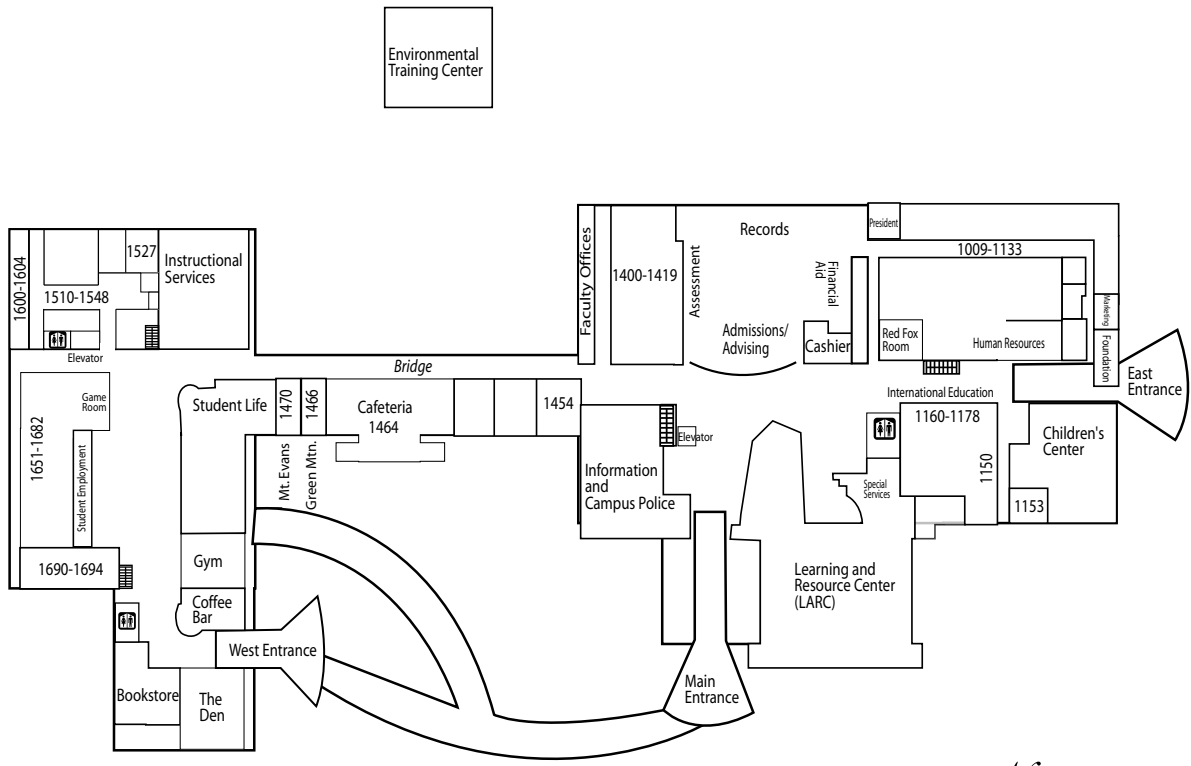 Environmental
Training Center
Faculty Offices
1400-1419
Assessment
Records
Financial
Aid
Admissions/
Advising
Cashier
President
1009-1133
Red Fox
Room
Human Resources
Marketing
Foundation
East
Entrance
1600-1604
1527
Instructional
Services
1510-1548
Elevator
Bridge
International Education
Game
Room
Student Life
1470
1466
Cafeteria
1464
1454
1160-1178
1651-1682
Student Employment
Mt. Evans
Green Mtn.
Information
and
Campus Police
Elevator
Special
Services
1150
Children's
Center
1153
1690-1694
Gym
Coffee
Bar
Learning and
Resource Center
(LARC)
West Entrance
Main
Entrance
Bookstore
The
Den